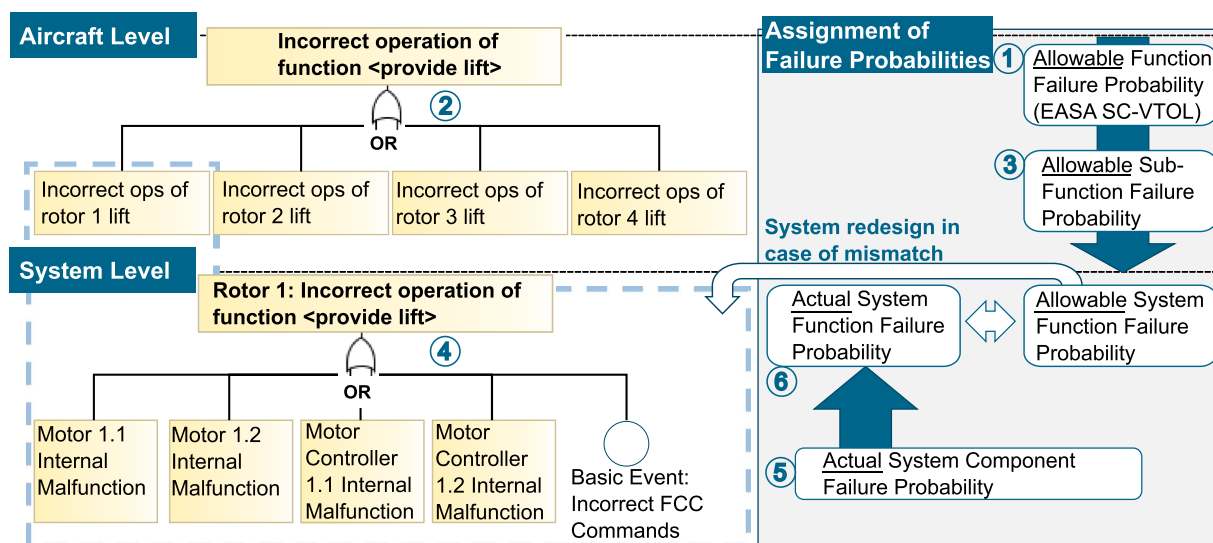 Aircraft Level
Incorrect operation of
function <provide lift>
②
OR
Incorrect ops of
rotor 1 lift
Incorrect ops of
rotor 2 lift
Incorrect ops of
rotor 3 lift
Incorrect ops of
rotor 4 lift
System Level
Rotor 1: Incorrect operation of
function <provide lift>
④
OR
Motor 1.1
Internal
Malfunction
Motor 1.2
Internal
Malfunction
Motor
Controller
1.1 Internal
Malfunction
Motor
Controller
1.2 Internal
Malfunction
Basic Event:
Incorrect FCC
Commands
Assignment of
Failure Probabilities
①
Allowable Function
Failure Probability
(EASA SC-VTOL)
③
Allowable Sub-
Function Failure
Probability
System redesign in
case of mismatch
Actual System
Function Failure
Probability
Allowable System
Function Failure
Probability
⑥
⑤
Actual System Component
Failure Probability